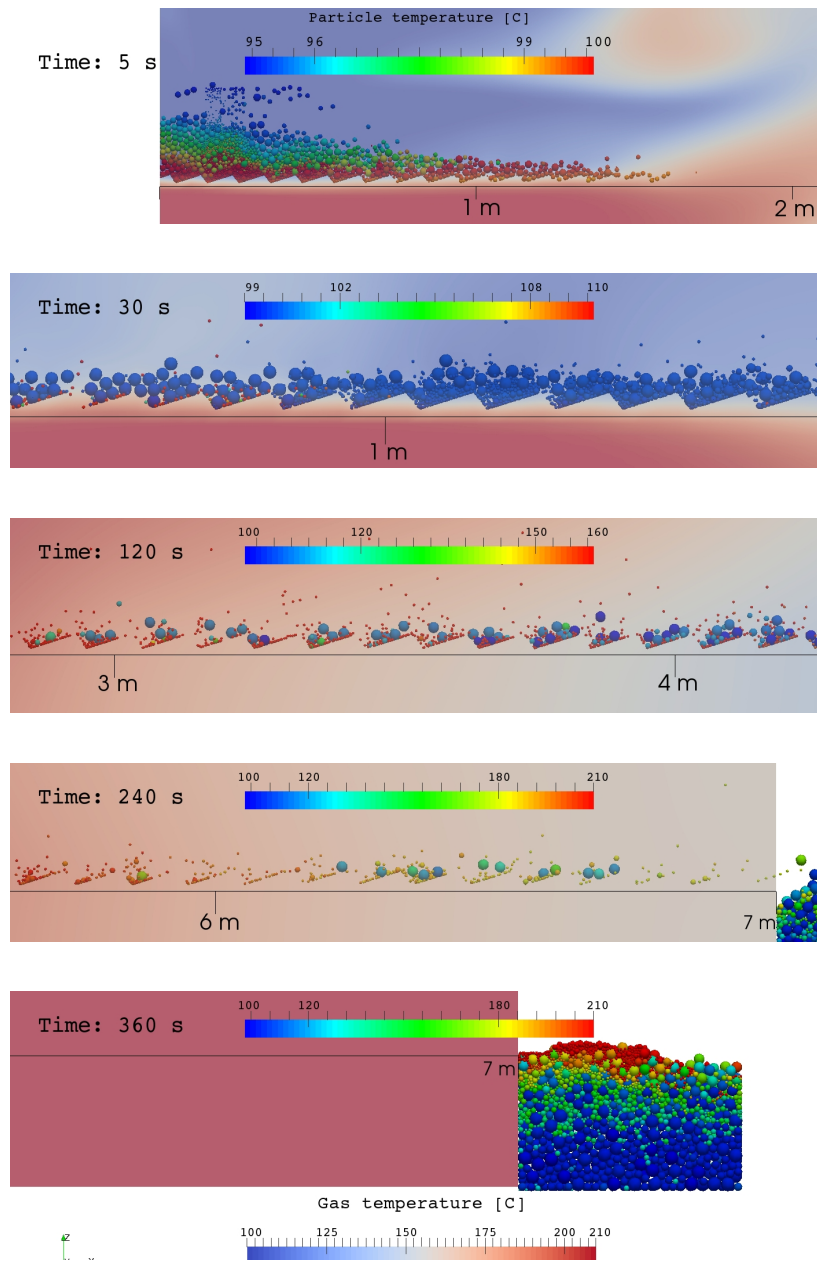 Particle temperature [C]
95 96 99 100
Time: 5 s
1 m 2 m
99 102 108 110
Time: 30 s
1 m
100 120 150 160
Time: 120 s
3 m 4 m
100 120 180 210
Time: 240 s
6 m 7 m
100 120 180 210
Time: 360 s
7 m
Gas temperature [C]
100 125 150 175 200 210
Z